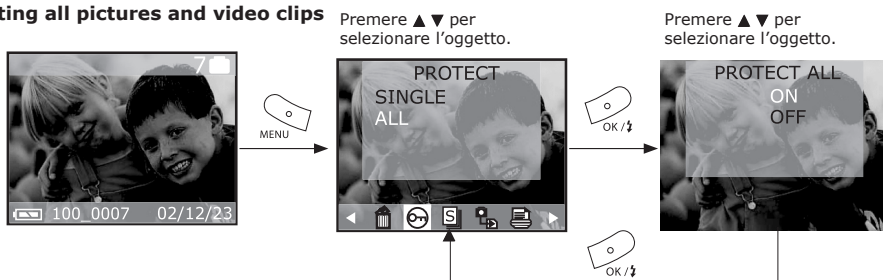 all pictures and video clips
Premere ▲ ▼ per
selezionare l'oggetto.
Premere ▲ ▼ per
selezionare l'oggetto.
7
100_0007 02/12/23
MENU
PROTECT
SINGLE
ALL
S
OK /
PROTECT ALL
ON
OFF
OK /